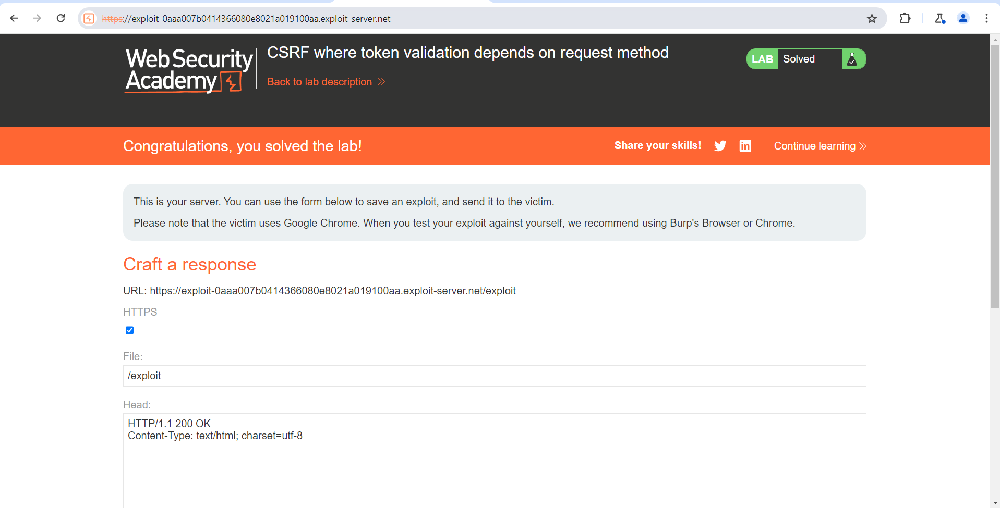 https://exploit-0aaa007b0414366080e8021a019100aa.exploit-server.net
Web Security
Academy
CSRF where token validation depends on request method
Back to lab description
LAB Solved
Congratulations, you solved the lab!
Share your skills!
Continue learning
This is your server. You can use the form below to save an exploit, and send it to the victim.
Please note that the victim uses Google Chrome. When you test your exploit against yourself, we recommend using Burp's Browser or Chrome.
Craft a response
URL: https://exploit-0aaa007b0414366080e8021a019100aa.exploit-server.net/exploit
HTTPS
File:
/exploit
Head:
HTTP/1.1 200 OK
Content-Type: text/html; charset=utf-8